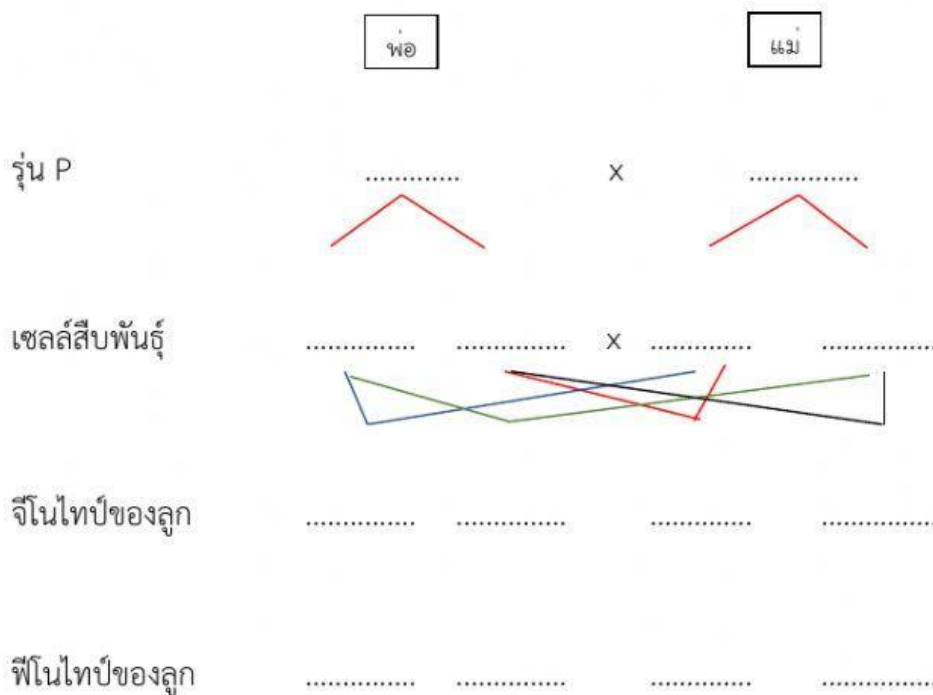 พ่อ แม่
รุ่น P ............. x ...............
เซลล์สืบพันธุ์ ............... ............... x .............. ...............
จีโนไทป์ของลูก ............... ............... .............. ...............
ฟีโนไทป์ของลูก ............... ............... .............. ...............